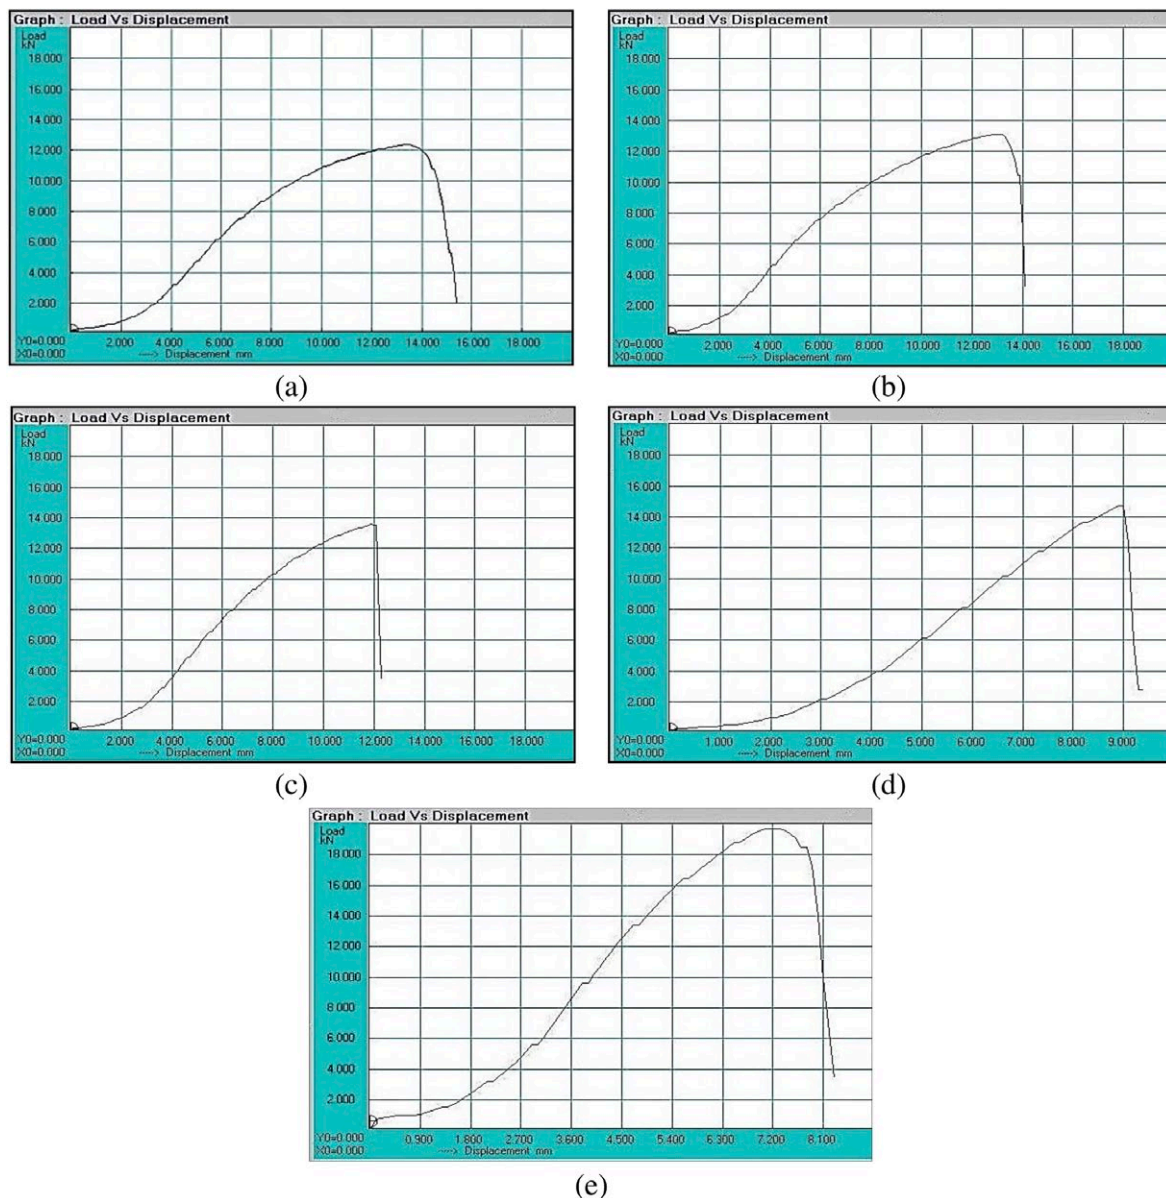 Graph : Load Vs Displacement
Load
kN
18.000
16.000
14.000
12.000
10.000
8.000
6.000
4.000
2.000
Y0=0.000
X0=0.000
2.000 4.000 6.000 8.000 10.000 12.000 14.000 16.000 18.000
----> Displacement mm
(a)
Graph : Load Vs Displacement
Load
kN
18.000
16.000
14.000
12.000
10.000
8.000
6.000
4.000
2.000
Y0=0.000
X0=0.000
2.000 4.000 6.000 8.000 10.000 12.000 14.000 16.000 18.000
----> Displacement mm
(b)
Graph : Load Vs Displacement
Load
kN
18.000
16.000
14.000
12.000
10.000
8.000
6.000
4.000
2.000
Y0=0.000
X0=0.000
2.000 4.000 6.000 8.000 10.000 12.000 14.000 16.000 18.000
----> Displacement mm
(c)
Graph : Load Vs Displacement
Load
kN
18.000
16.000
14.000
12.000
10.000
8.000
6.000
4.000
2.000
Y0=0.000
X0=0.000
1.000 2.000 3.000 4.000 5.000 6.000 7.000 8.000 9.000
----> Displacement mm
(d)
Graph : Load Vs Displacement
Load
kN
18.000
16.000
14.000
12.000
10.000
8.000
6.000
4.000
2.000
Y0=0.000
X0=0.000
0.900 1.800 2.700 3.600 4.500 5.400 6.300 7.200 8.100
----> Displacement mm
(e)